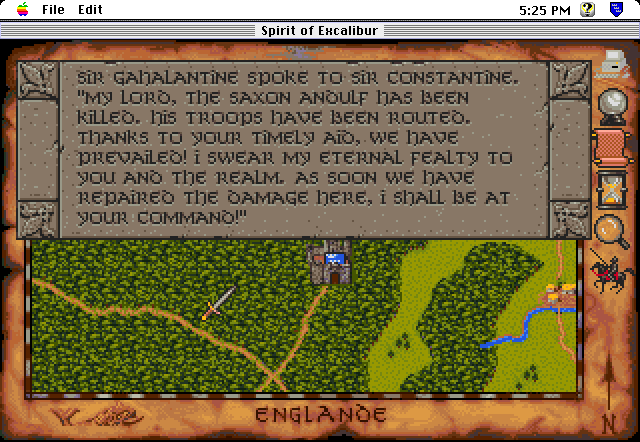 File Edit 5:25 PM
Spirit of Excalibur
SIR GAHALANTINE SPOKE TO SIR CONSTANTINE.
"MY LORD, THE SAXON ANDULF HAS BEEN
KILLED. HIS TROOPS HAVE BEEN ROUTED.
THANKS TO YOUR TIMELY AID, WE HAVE
PREVAILED! I SWEAR MY ETERNAL FEALTY TO
YOU AND THE REALM. AS SOON WE HAVE
REPAIRED THE DAMAGE HERE, I SHALL BE AT
YOUR COMMAND!"
ENGLANDE
N